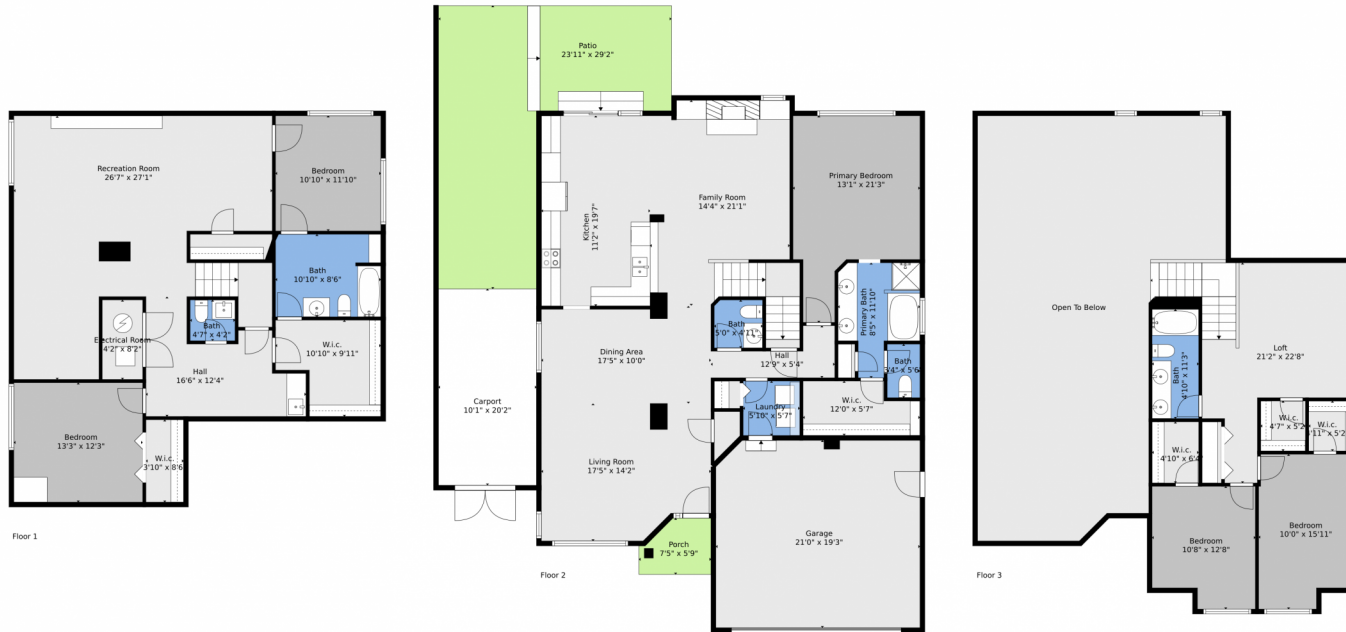 Recreation Room
26'7" x 27'1"
Bedroom
10'10" x 11'10"
Bath
10'10" x 8'6"
Bath
4'7" x 4'2"
Electrical Room
4'2" x 8'2"
W.i.c.
10'10" x 9'11"
Hall
16'6" x 12'4"
Bedroom
13'3" x 12'3"
W.i.c.
3'10" x 8'6"
Floor 1
Patio
23'11" x 29'2"
Primary Bedroom
13'1" x 21'3"
Family Room
14'4" x 21'1"
Kitchen
11'2" x 19'7"
Primary Bath
8'5" x 11'10"
Bath
5'0" x 4'11"
Dining Area
17'5" x 10'0"
Hall
12'9" x 5'4"
Bath
3'4" x 5'6"
Carport
10'1" x 20'2"
Laundry
5'10" x 5'7"
W.i.c.
12'0" x 5'7"
Living Room
17'5" x 14'2"
Garage
21'0" x 19'3"
Porch
7'5" x 5'9"
Floor 2
Open To Below
Loft
21'2" x 22'8"
Bath
4'10" x 11'3"
W.i.c.
4'7" x 5'2"
W.i.c.
5'2"
W.i.c.
4'10" x 6'4"
Bedroom
10'8" x 12'8"
Bedroom
10'0" x 15'11"
Floor 3